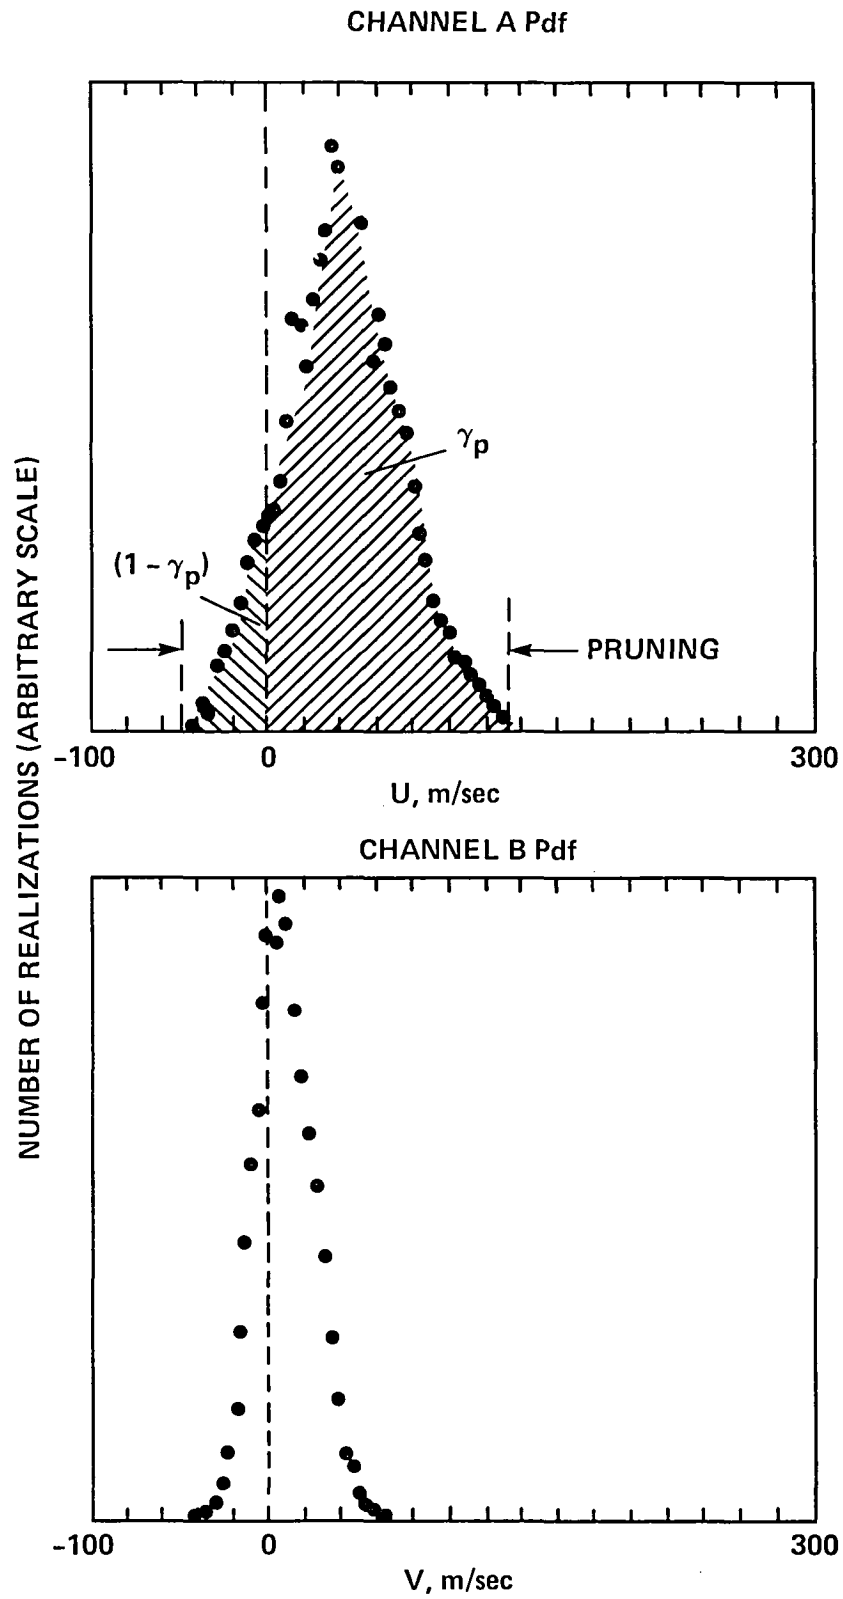 CHANNEL A Pdf
γp
(1 – γp)
PRUNING
–100
0
300
U, m/sec
NUMBER OF REALIZATIONS (ARBITRARY SCALE)
CHANNEL B Pdf
–100
0
300
V, m/sec